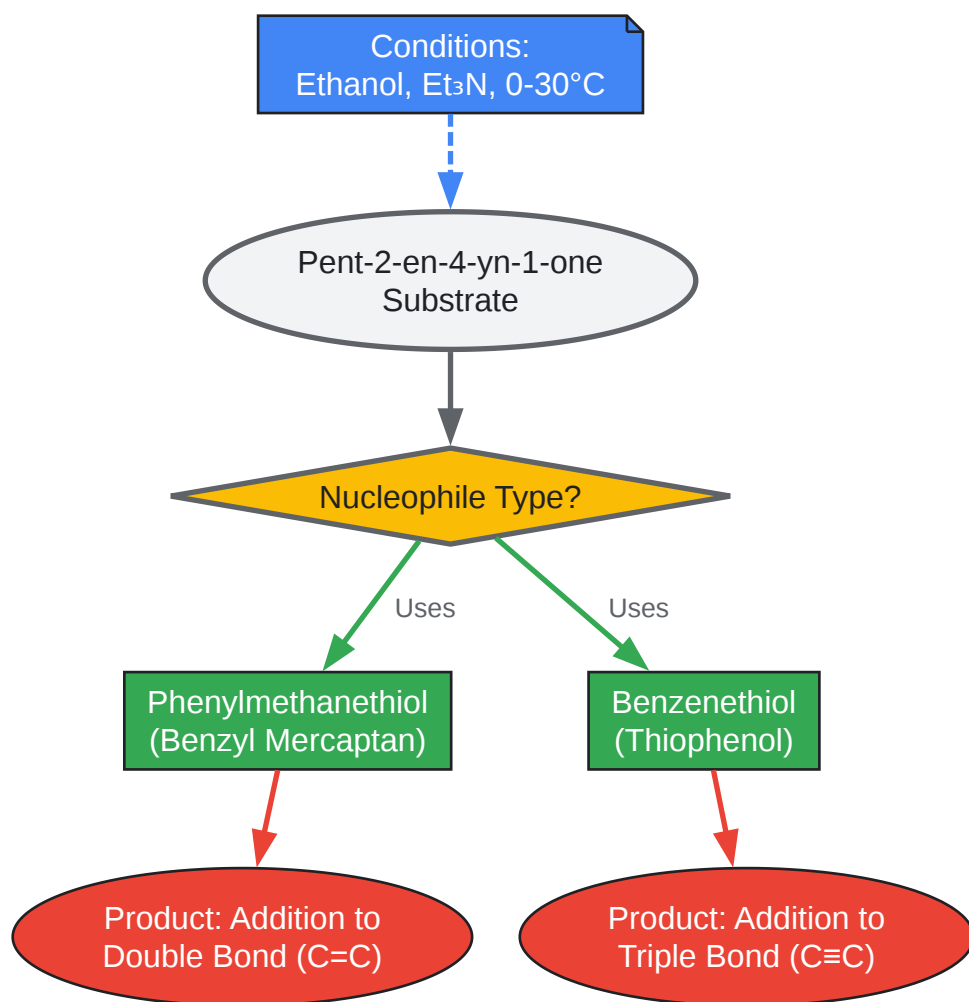 Conditions:
Ethanol, Et₃N, 0-30°C
Pent-2-en-4-yn-1-one
Substrate
Nucleophile Type?
Uses
Uses
Phenylmethanethiol
(Benzyl Mercaptan)
Benzenethiol
(Thiophenol)
Product: Addition to
Double Bond (C=C)
Product: Addition to
Triple Bond (C≡C)